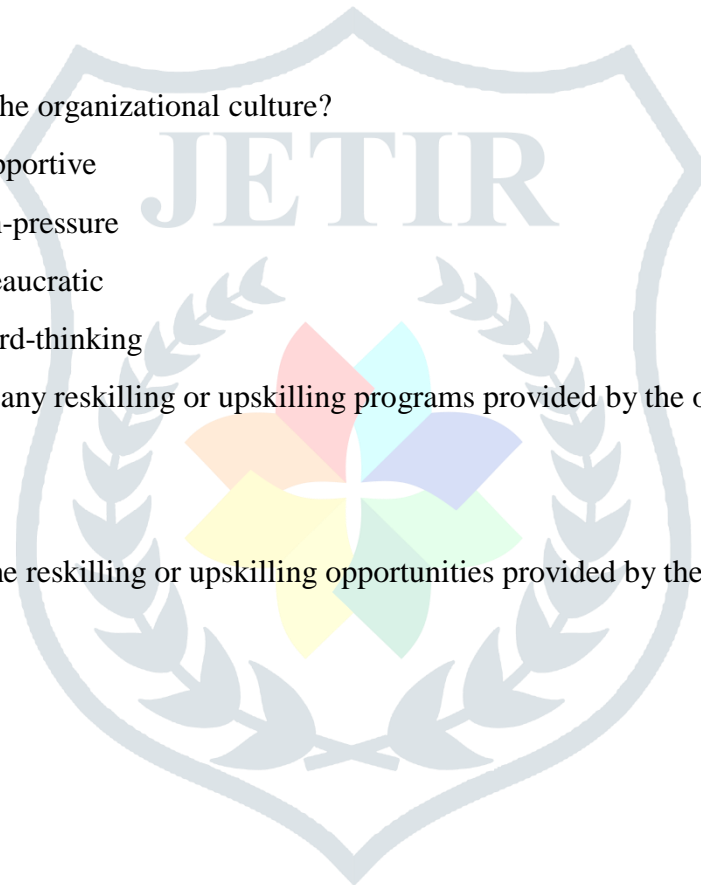 he organizational culture?
JETIR
pportive
-pressure
eaucratic
rd-thinking
any reskilling or upskilling programs provided by the o
e reskilling or upskilling opportunities provided by the